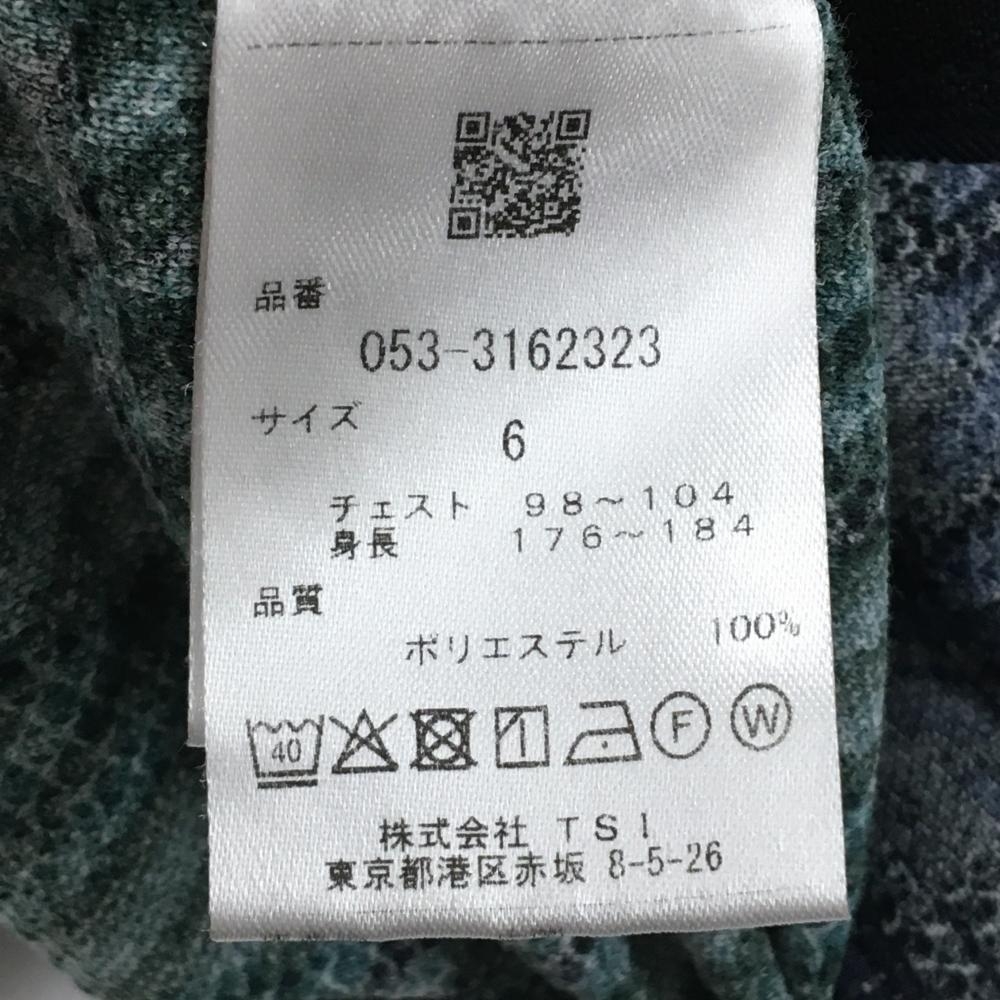 品番
053-3162323
サイズ
6
チェスト 98～104
身長 176～184
品質
ポリエステル 100%
40 F W
株式会社 TSI
東京都港区赤坂 8-5-26